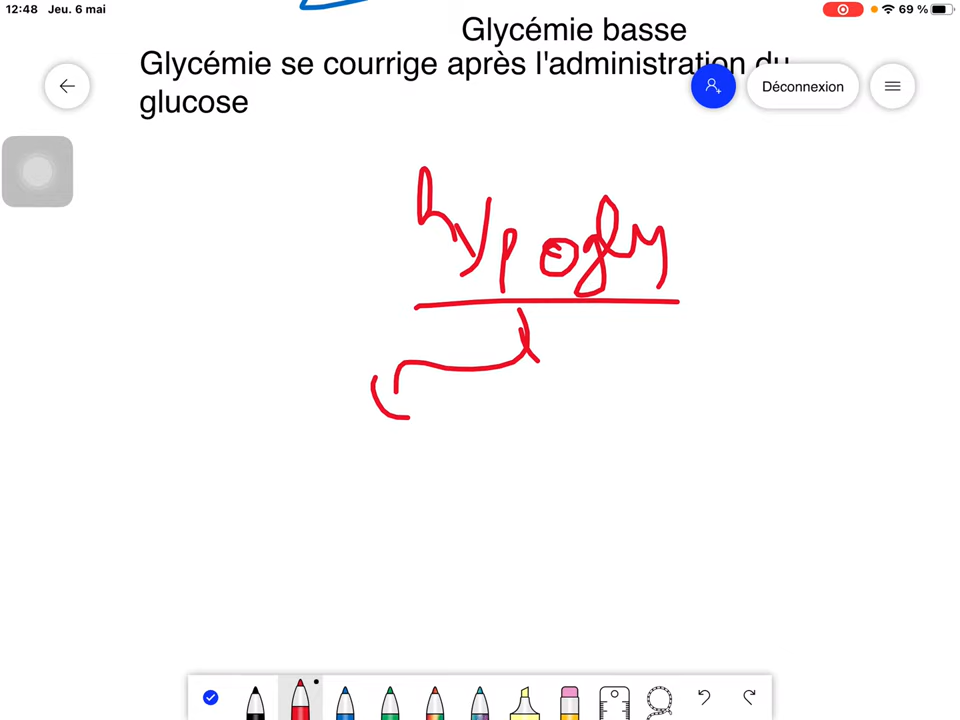 12:48 Jeu. 6 mai
69 %
Glycémie basse
Glycémie se courrige après l'administration du
glucose
Déconnexion
hypogly